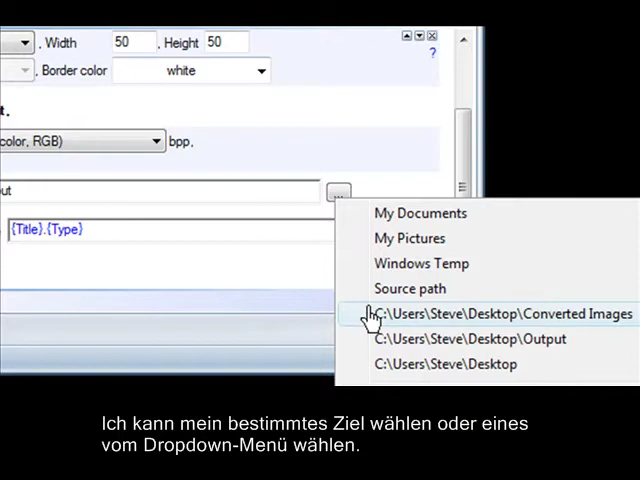 , Width 50 , Height 50
?
, Border color white
t.
color, RGB) bpp,
out
...
{Title}.{Type}
My Documents
My Pictures
Windows Temp
Source path
C:\Users\Steve\Desktop\Converted Images
C:\Users\Steve\Desktop\Output
C:\Users\Steve\Desktop
Ich kann mein bestimmtes Ziel wählen oder eines
vom Dropdown-Menü wählen.